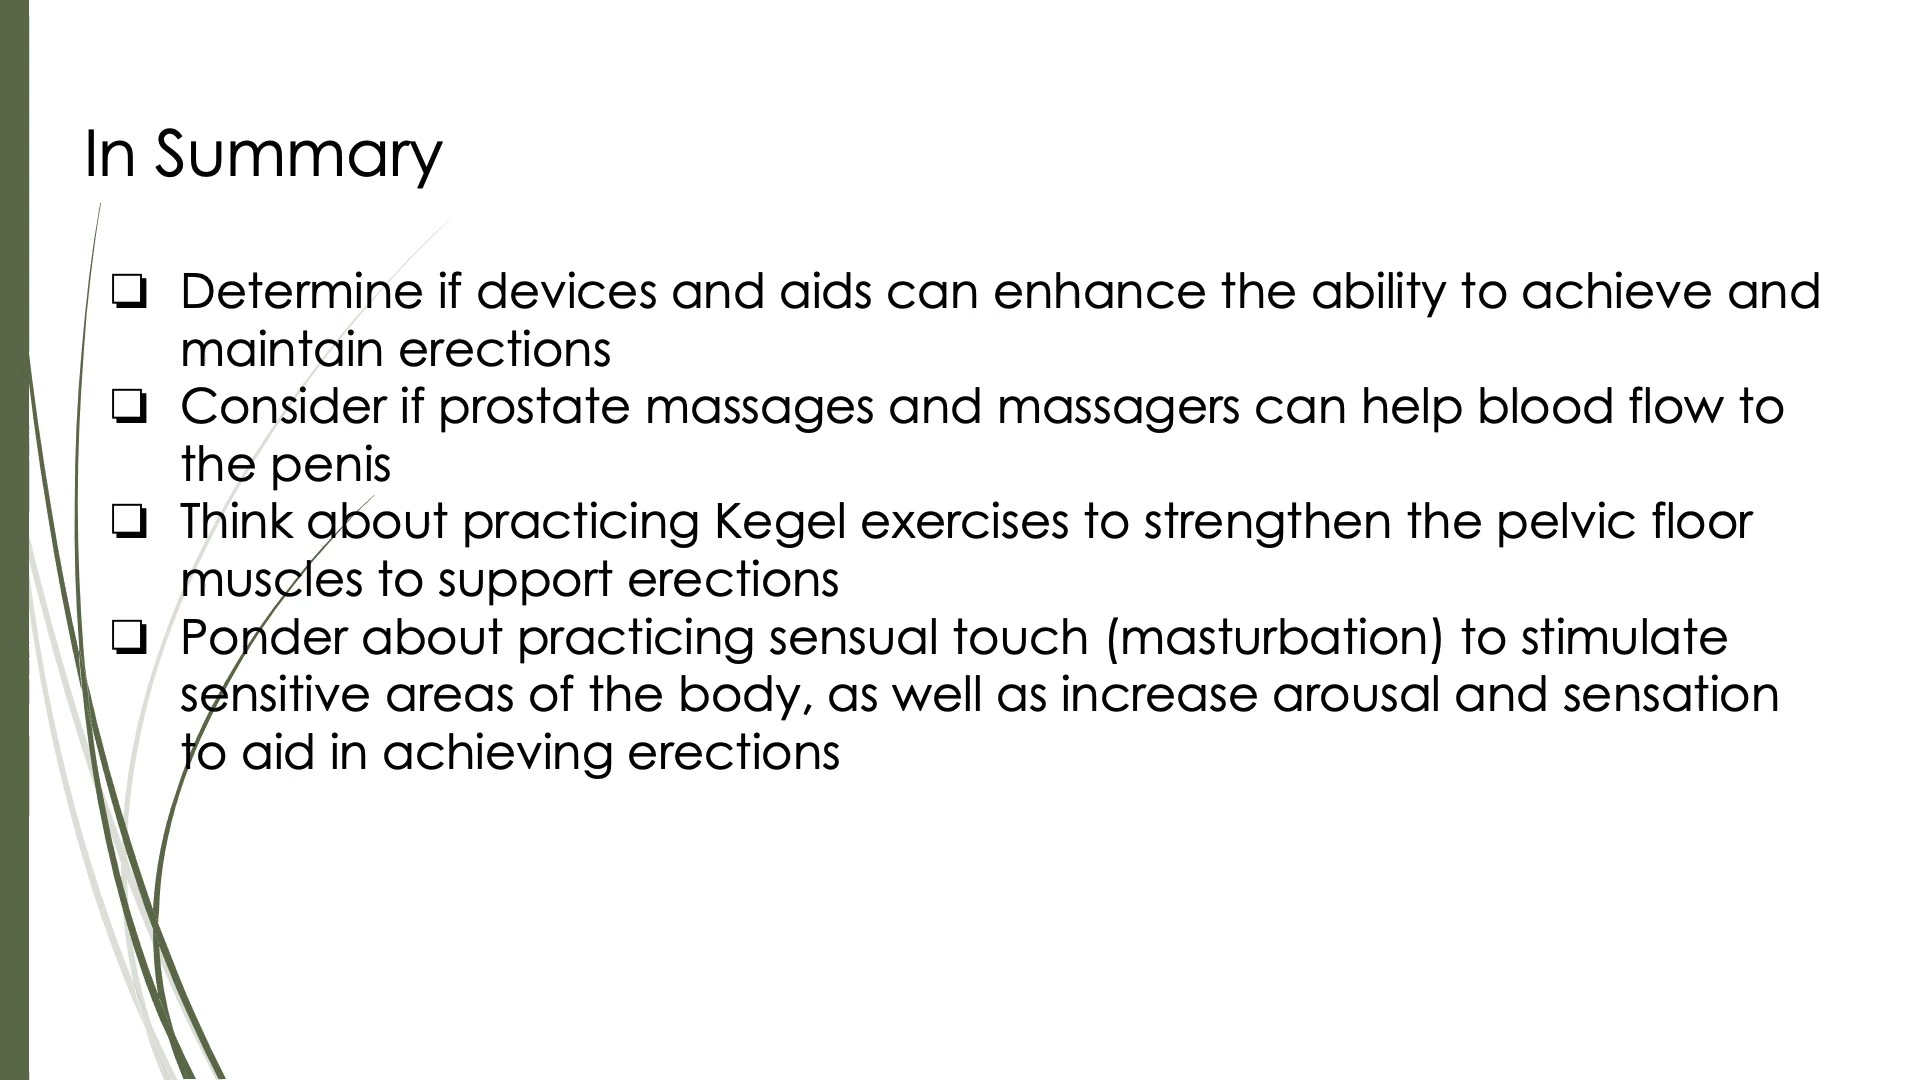 In Summary
❏ Determine if devices and aids can enhance the ability to achieve and
maintain erections
❏ Consider if prostate massages and massagers can help blood flow to
the penis
❏ Think about practicing Kegel exercises to strengthen the pelvic floor
muscles to support erections
❏ Ponder about practicing sensual touch (masturbation) to stimulate
sensitive areas of the body, as well as increase arousal and sensation
to aid in achieving erections